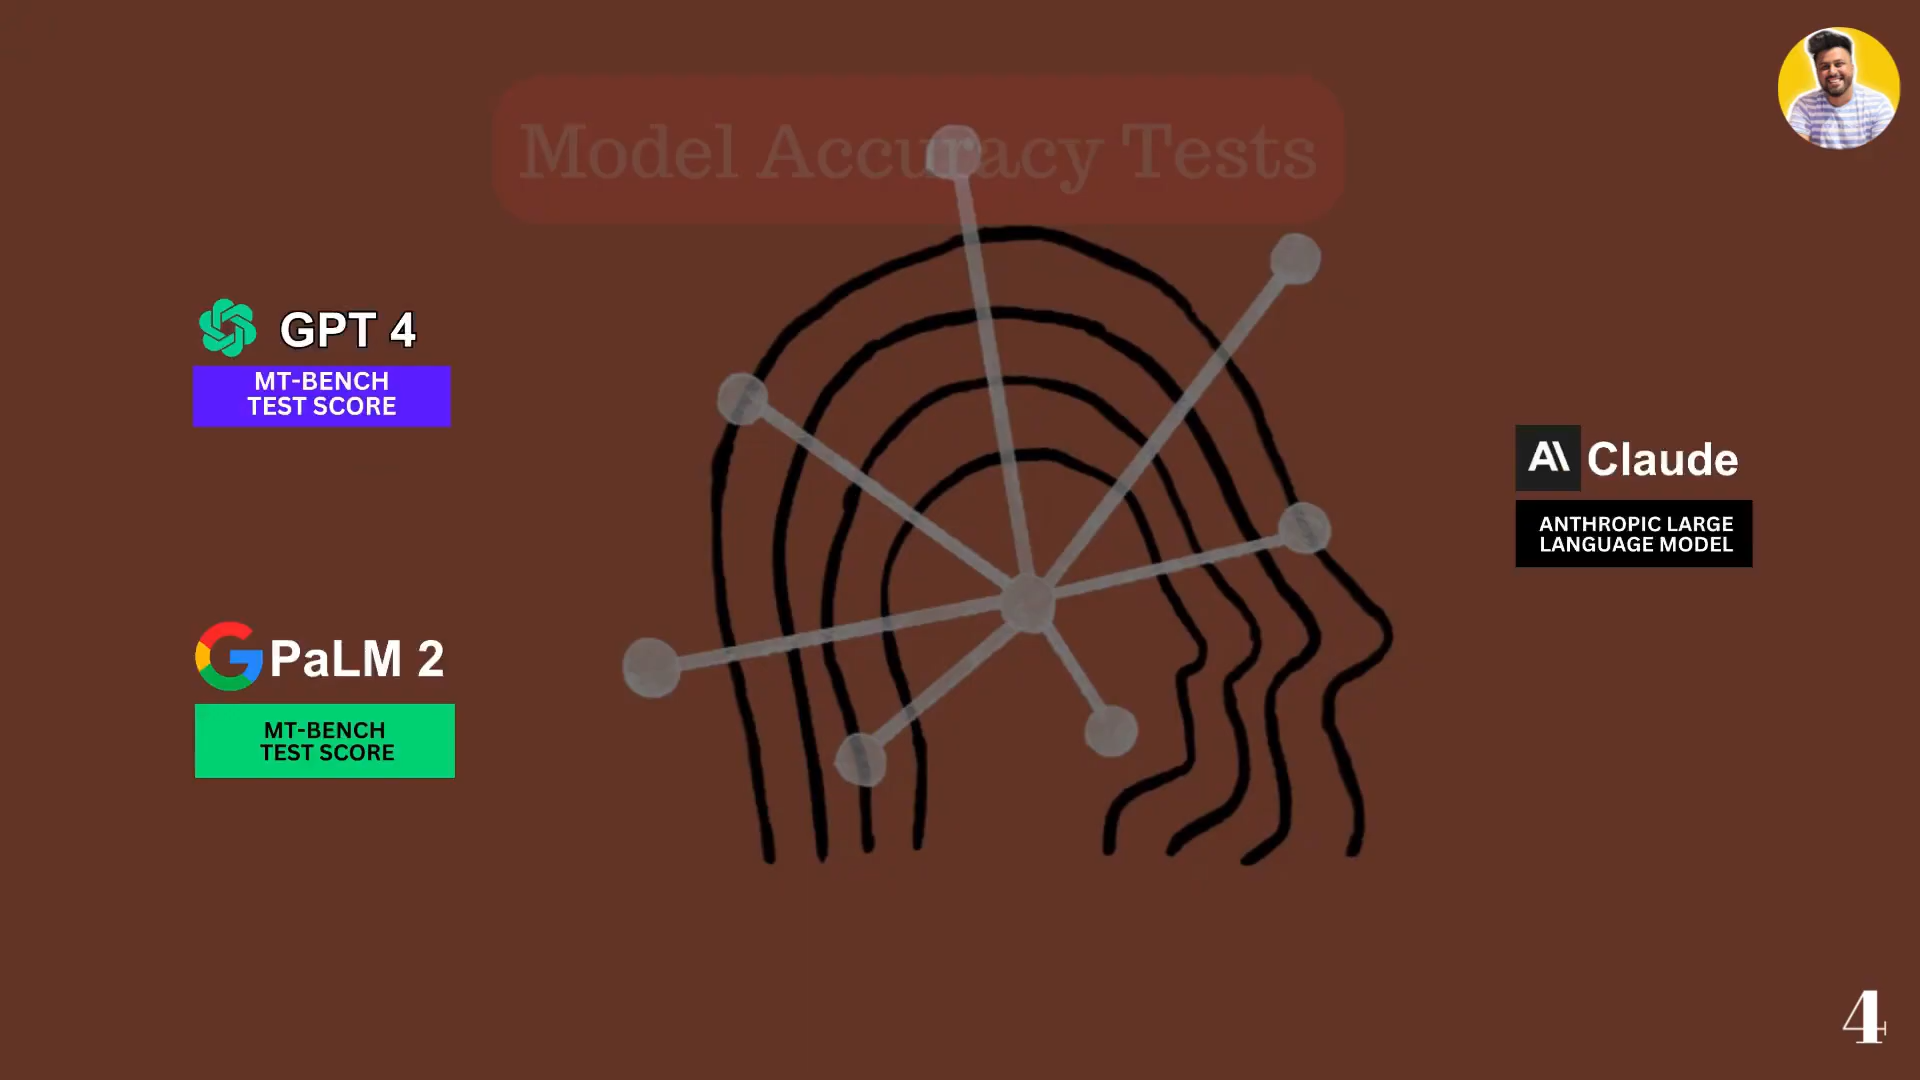 Model Accuracy Tests
GPT 4
MT-BENCH
TEST SCORE
PaLM 2
MT-BENCH
TEST SCORE
AI Claude
ANTHROPIC LARGE
LANGUAGE MODEL
4